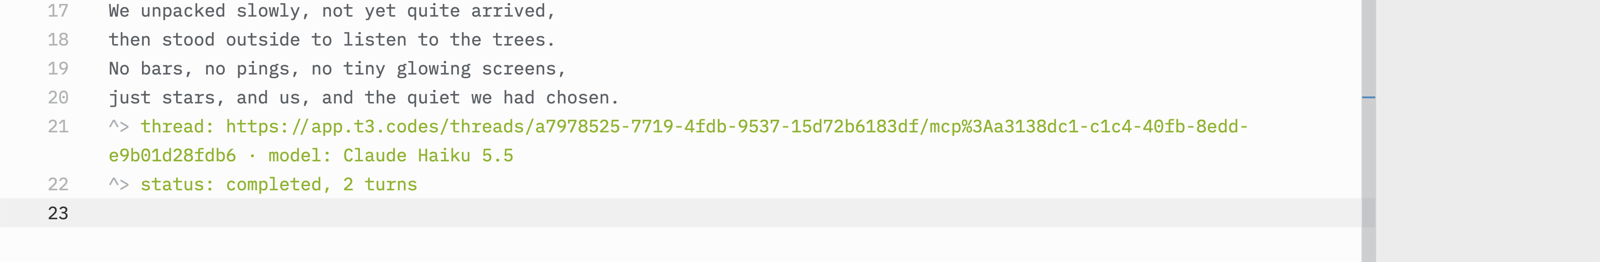 17 We unpacked slowly, not yet quite arrived,
18 then stood outside to listen to the trees.
19 No bars, no pings, no tiny glowing screens,
20 just stars, and us, and the quiet we had chosen.
21 ^> thread: https://app.t3.codes/threads/a7978525-7719-4fdb-9537-15d72b6183df/mcp%3Aa3138dc1-c1c4-40fb-8edd-
e9b01d28fdb6 · model: Claude Haiku 5.5
22 ^> status: completed, 2 turns
23